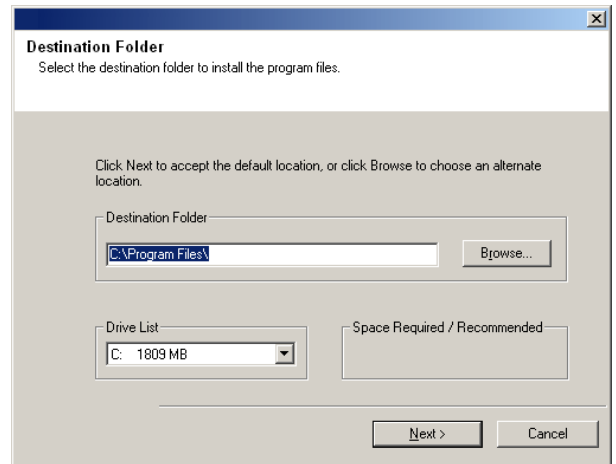 Destination Folder
Select the destination folder to install the program files.
Click Next to accept the default location, or click Browse to choose an alternate
location.
Destination Folder
C:\Program Files\
Browse...
Drive List
Space Required / Recommended
C: 1809 MB
Next >
Cancel